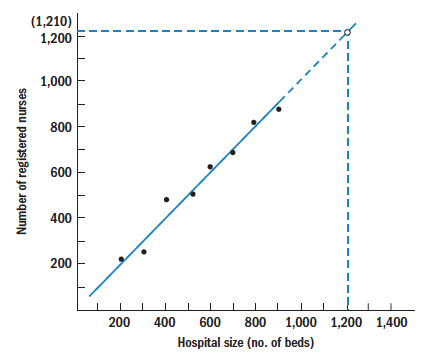 (1,210)
1,200
1,000
800
600
400
200
Number of registered nurses
200 400 600 800 1,000 1,200 1,400
Hospital size (no. of beds)